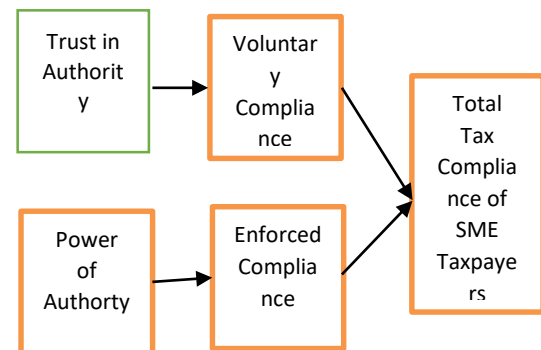 Trust in
Authorit
y
Voluntar
y
Complia
nce
Total
Tax
Complia
nce of
SME
Taxpaye
rs
Power
of
Authorty
Enforced
Complia
nce